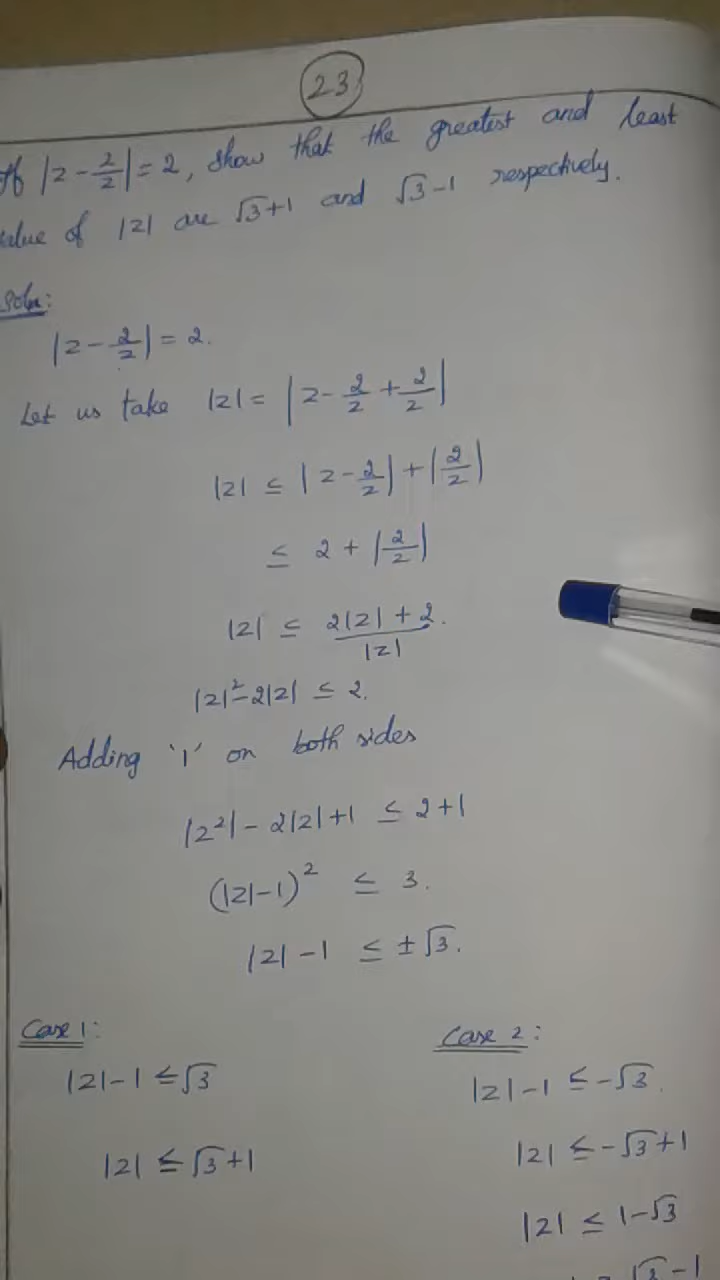 23
If |z - 2/z| = 2, show that the greatest and least
value of |z| are √3+1 and √3-1 respectively.
Soln:
|z - 2/z| = 2.
Let us take |z| = |z - 2/z + 2/z|
|z| ≤ |z - 2/z| + |2/z|
≤ 2 + |2/z|
|z| ≤ (2|z| + 2)/|z|.
|z|² - 2|z| ≤ 2.
Adding '1' on both sides
|z²| - 2|z| + 1 ≤ 2+1
(|z|-1)² ≤ 3.
|z| - 1 ≤ ±√3.
Case 1:
|z| - 1 ≤ √3
|z| ≤ √3+1
Case 2:
|z| - 1 ≤ -√3.
|z| ≤ -√3+1
|z| ≤ 1-√3
√3-1